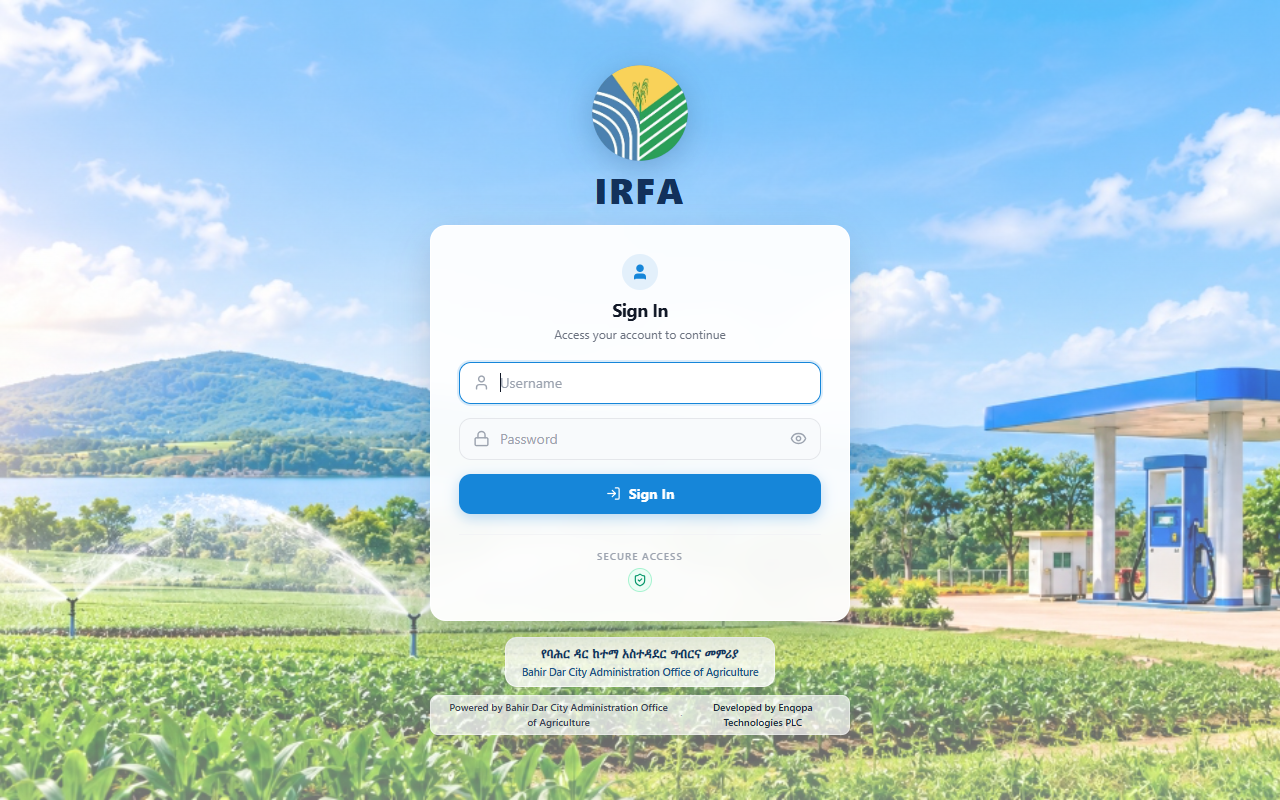 IRFA
Sign In
Access your account to continue
Username
Password
Sign In
SECURE ACCESS
የባሕር ዳር ከተማ አስተዳደር ግብርና መምሪያ
Bahir Dar City Administration Office of Agriculture
Powered by Bahir Dar City Administration Office
of Agriculture
Developed by Enqopa
Technologies PLC